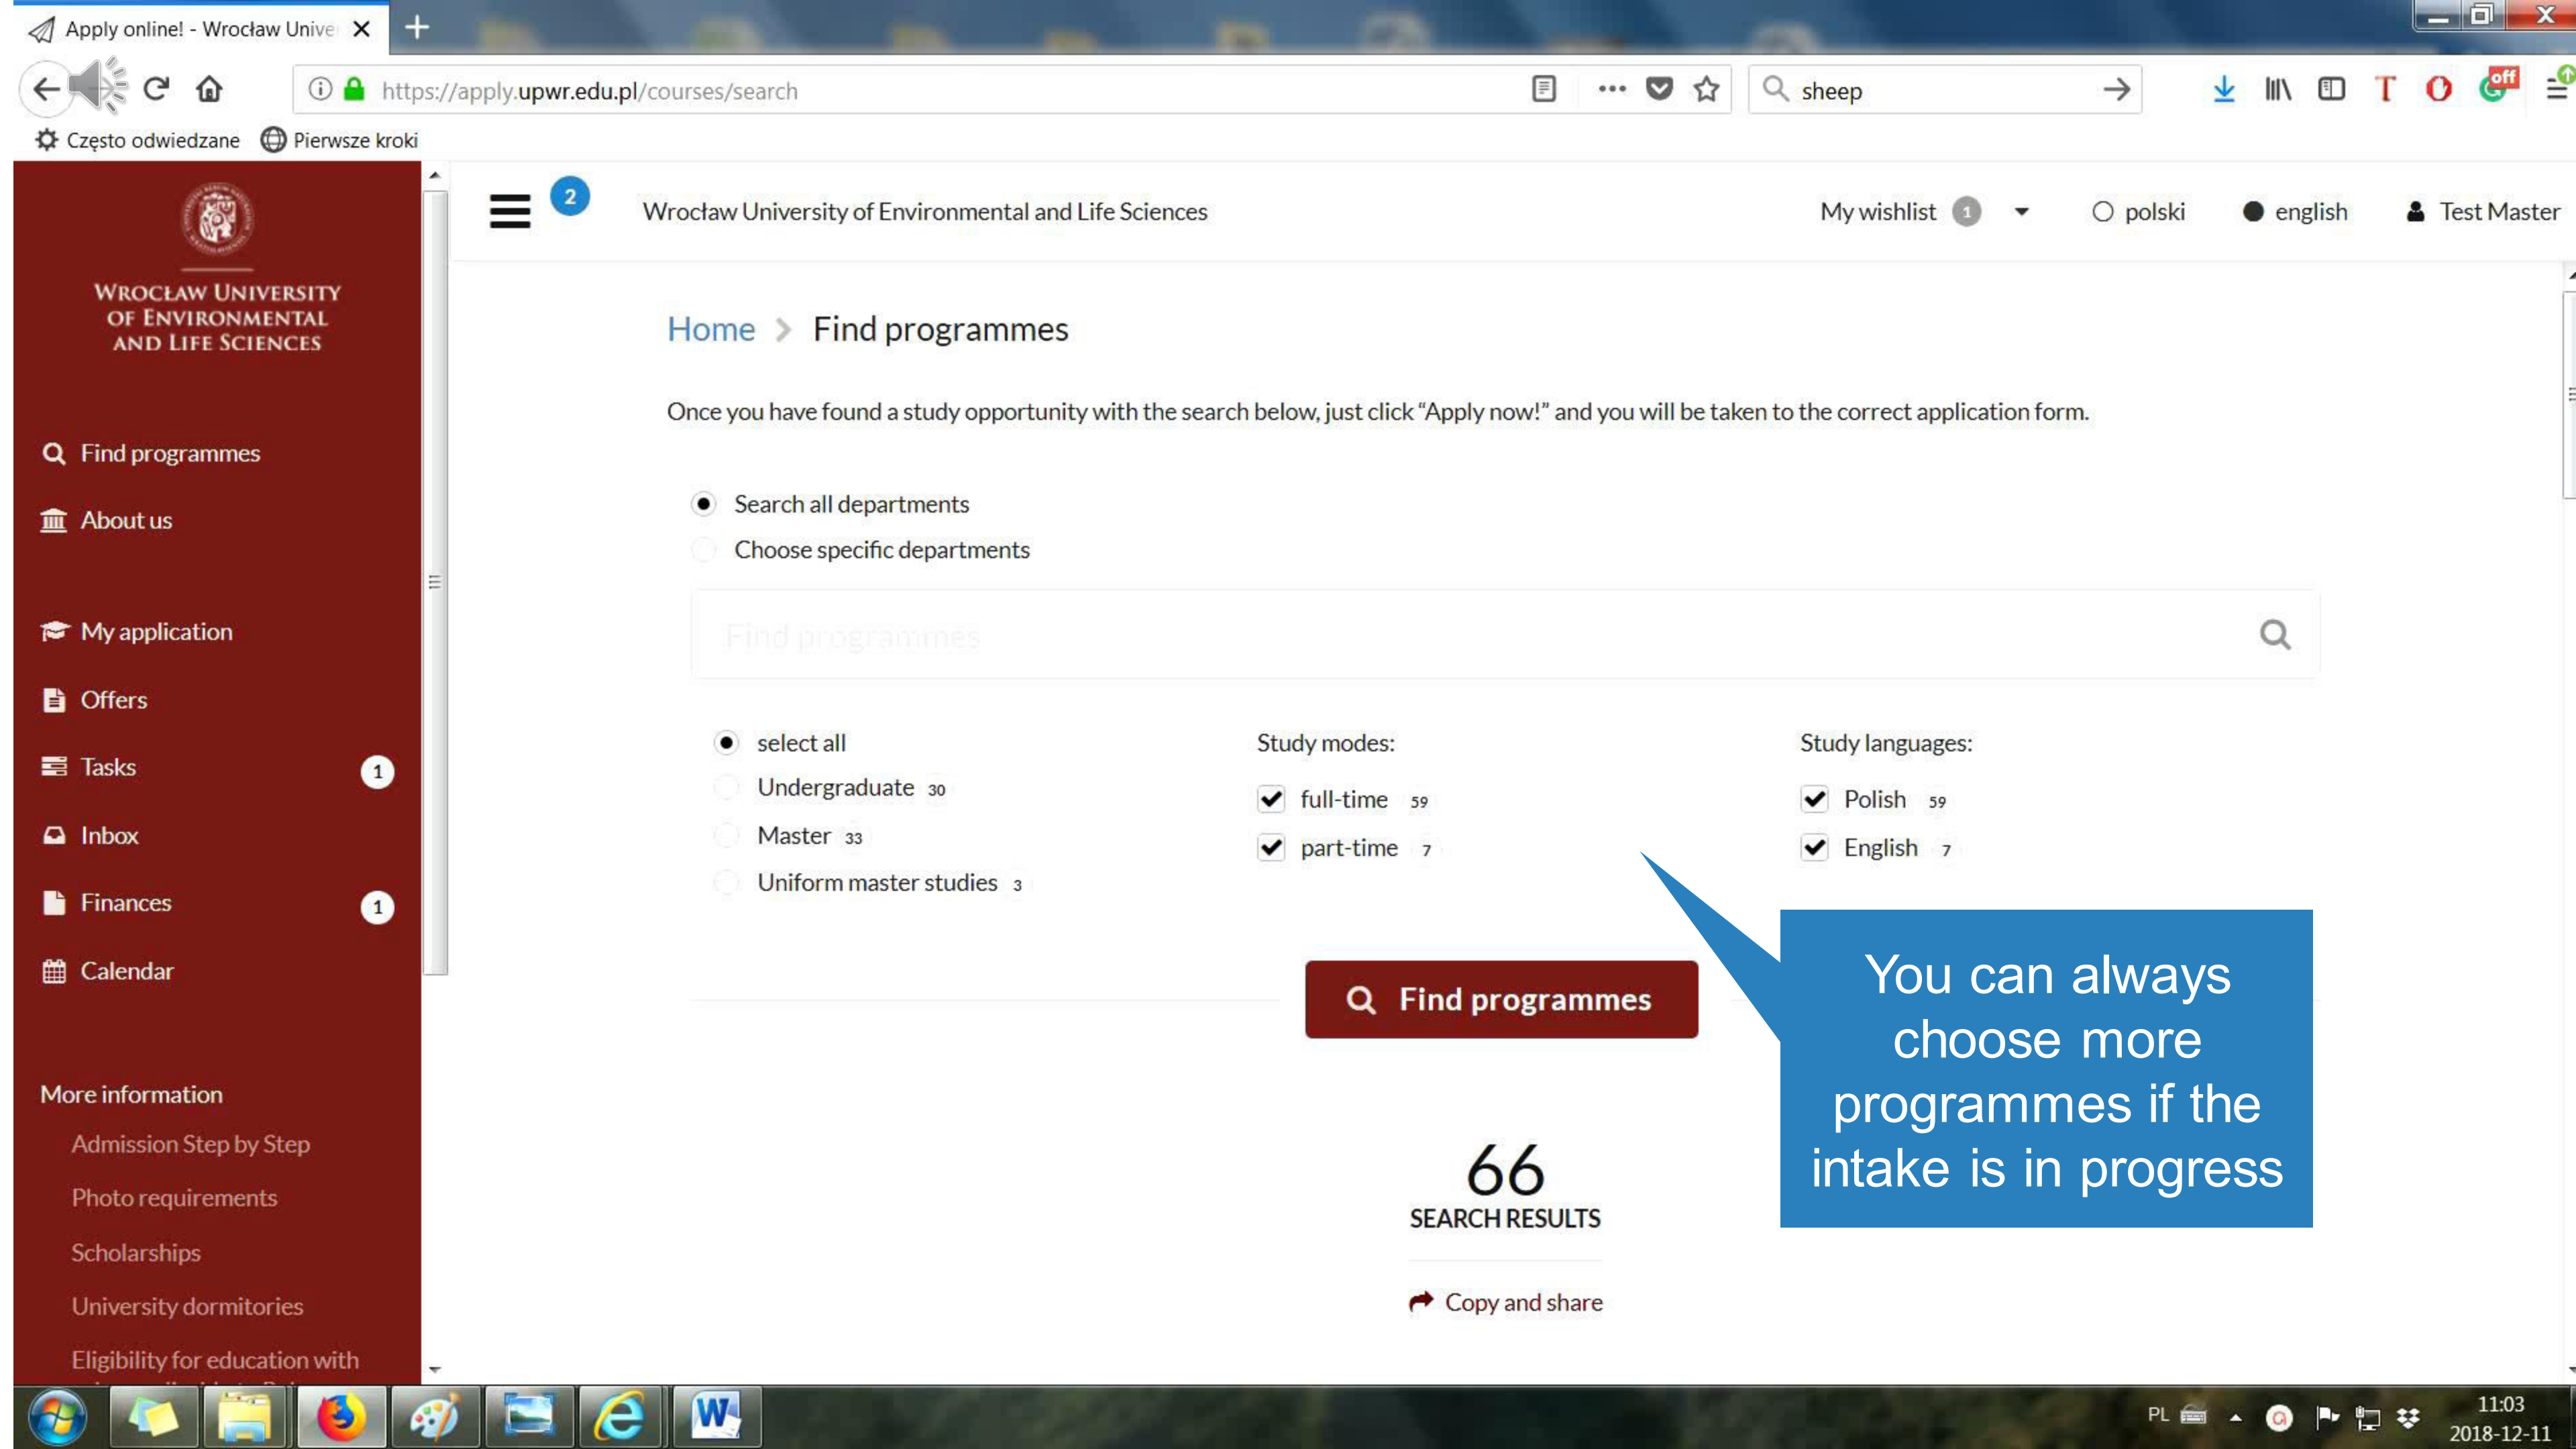 Apply online! - Wrocław Univer
https://apply.upwr.edu.pl/courses/search
sheep
off
Często odwiedzane Pierwsze kroki
WROCŁAW UNIVERSITY
OF ENVIRONMENTAL
AND LIFE SCIENCES
Find programmes
About us
My application
Offers
Tasks 1
Inbox
Finances 1
Calendar
More information
Admission Step by Step
Photo requirements
Scholarships
University dormitories
Eligibility for education with
2 Wrocław University of Environmental and Life Sciences My wishlist 1 polski english Test Master
Home > Find programmes
Once you have found a study opportunity with the search below, just click “Apply now!” and you will be taken to the correct application form.
Search all departments
Choose specific departments
Find programmes
select all
Undergraduate 30
Master 33
Uniform master studies 3
Study modes:
full-time 59
part-time 7
Study languages:
Polish 59
English 7
Find programmes
You can always
choose more
programmes if the
intake is in progress
66
SEARCH RESULTS
Copy and share
PL
11:03
2018-12-11